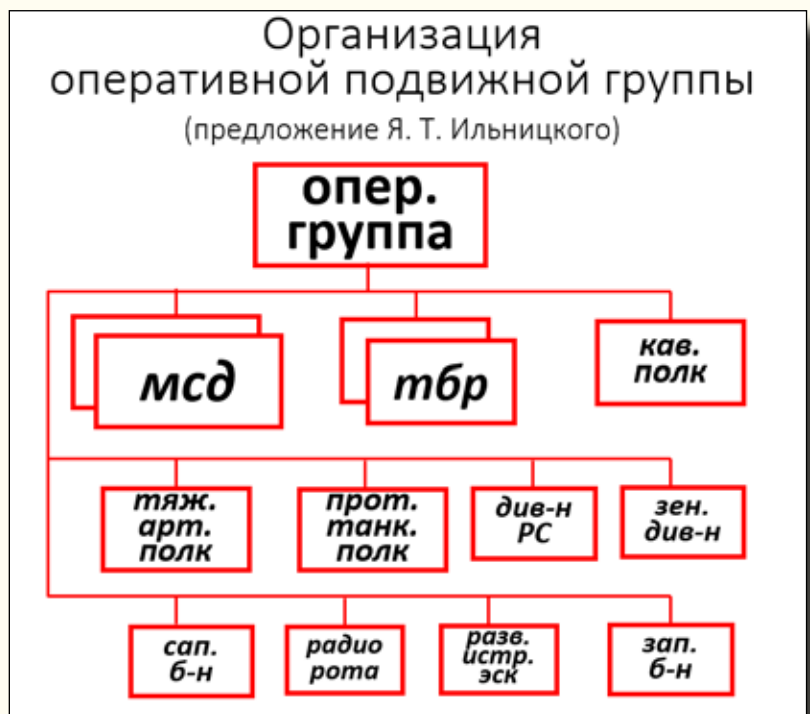 Организация
оперативной подвижной группы
(предложение Я. Т. Ильницкого)
опер.
группа
мсд
тбр
кав.
полк
тяж.
арт.
полк
прот.
танк.
полк
див-н
РС
зен.
див-н
сап.
б-н
радио
рота
разв.
истр.
эск
зап.
б-н